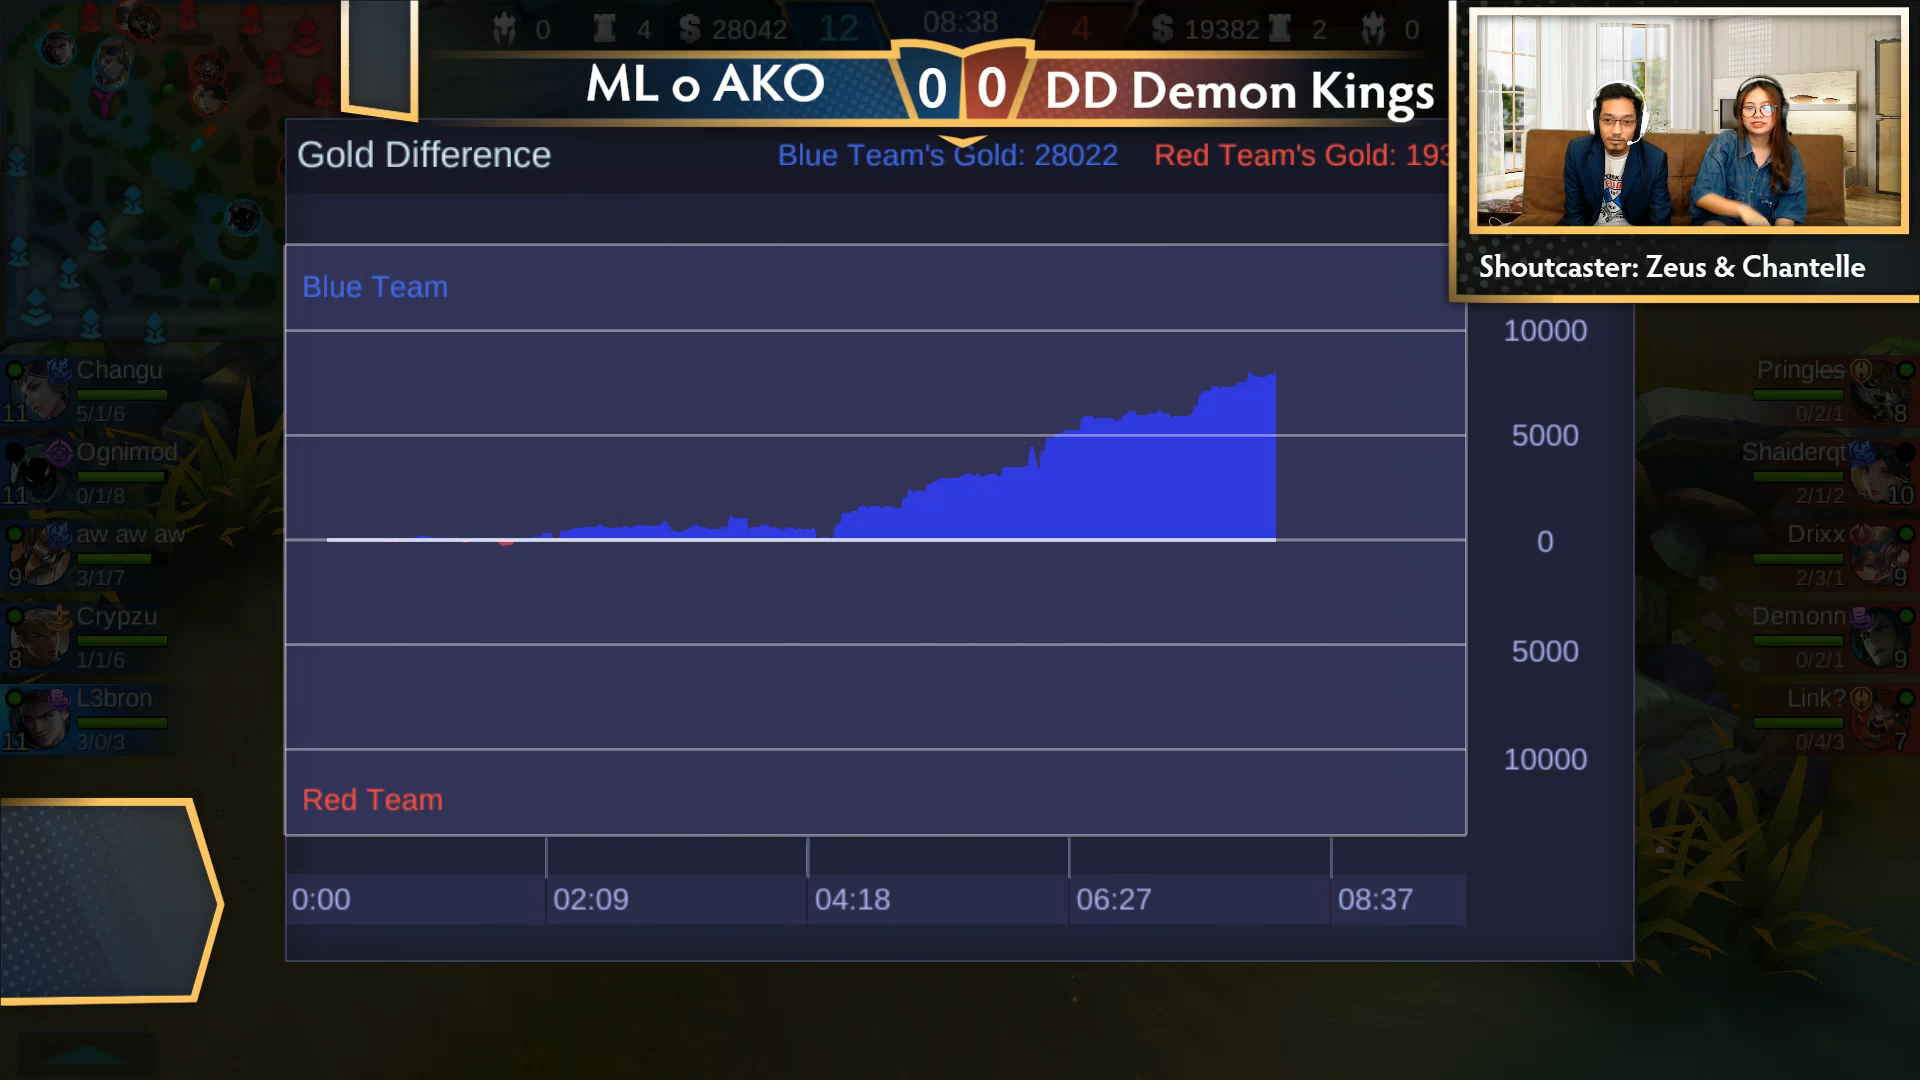 0 4 28042 12 08:38 4 19382 2 0
ML o AKO 0 0 DD Demon Kings
Gold Difference Blue Team's Gold: 28022 Red Team's Gold: 193
Shoutcaster: Zeus & Chantelle
Blue Team
10000
5000
0
5000
10000
Red Team
0:00 02:09 04:18 06:27 08:37
Changu
11 5/1/6
Ognimod
11 0/1/8
aw aw aw
9 3/1/7
Crypzu
8 1/1/6
L3bron
11 3/0/3
Pringles
0/2/1 8
Shaiderqt
2/1/2 10
Drixx
2/3/1 9
Demonn
0/2/1 9
Link?
0/4/3 7